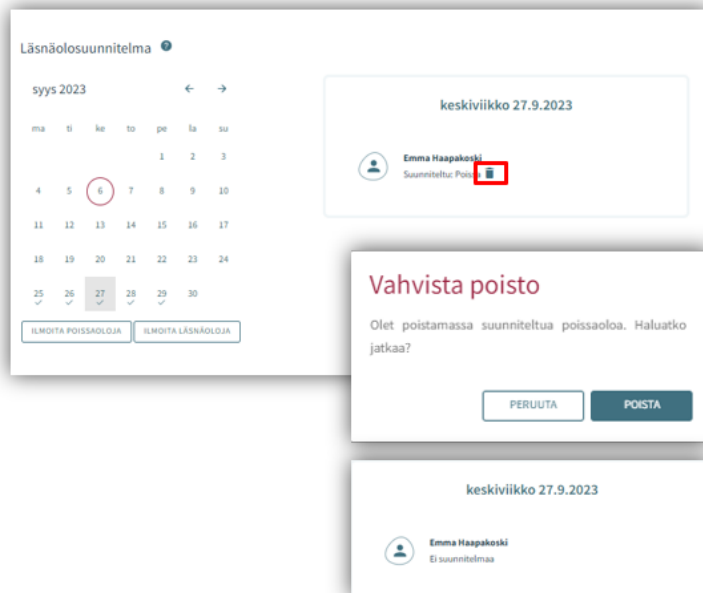 Läsnäolosuunnitelma ?
syys 2023 ← →
ma ti ke to pe la su
1 2 3
4 5 6 7 8 9 10
11 12 13 14 15 16 17
18 19 20 21 22 23 24
25 26 27 28 29 30
ILMOITA POISSAOLOJA ILMOITA LÄSNÄOLOJA
keskiviikko 27.9.2023
Emma Haapakoski
Suunniteltu: Poissa
Vahvista poisto
Olet poistamassa suunniteltua poissaoloa. Haluatko
jatkaa?
PERUUTA POISTA
keskiviikko 27.9.2023
Emma Haapakoski
Ei suunnitelmaa